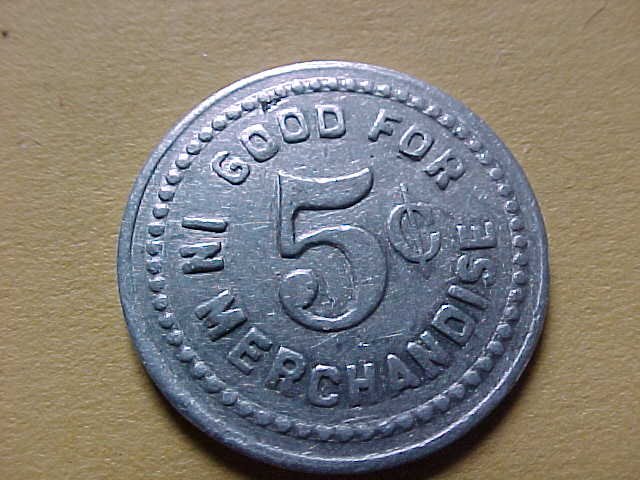 GOOD FOR
5¢
IN MERCHANDISE